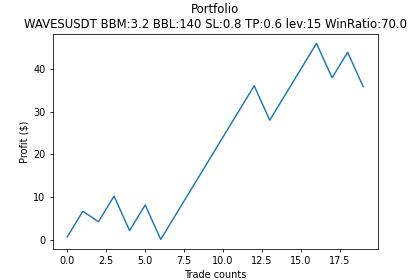 Portfolio
WAVESUSDT BBM:3.2 BBL:140 SL:0.8 TP:0.6 lev:15 WinRatio:70.0
40
30
20
10
0
Profit ($)
0.0 2.5 5.0 7.5 10.0 12.5 15.0 17.5
Trade counts